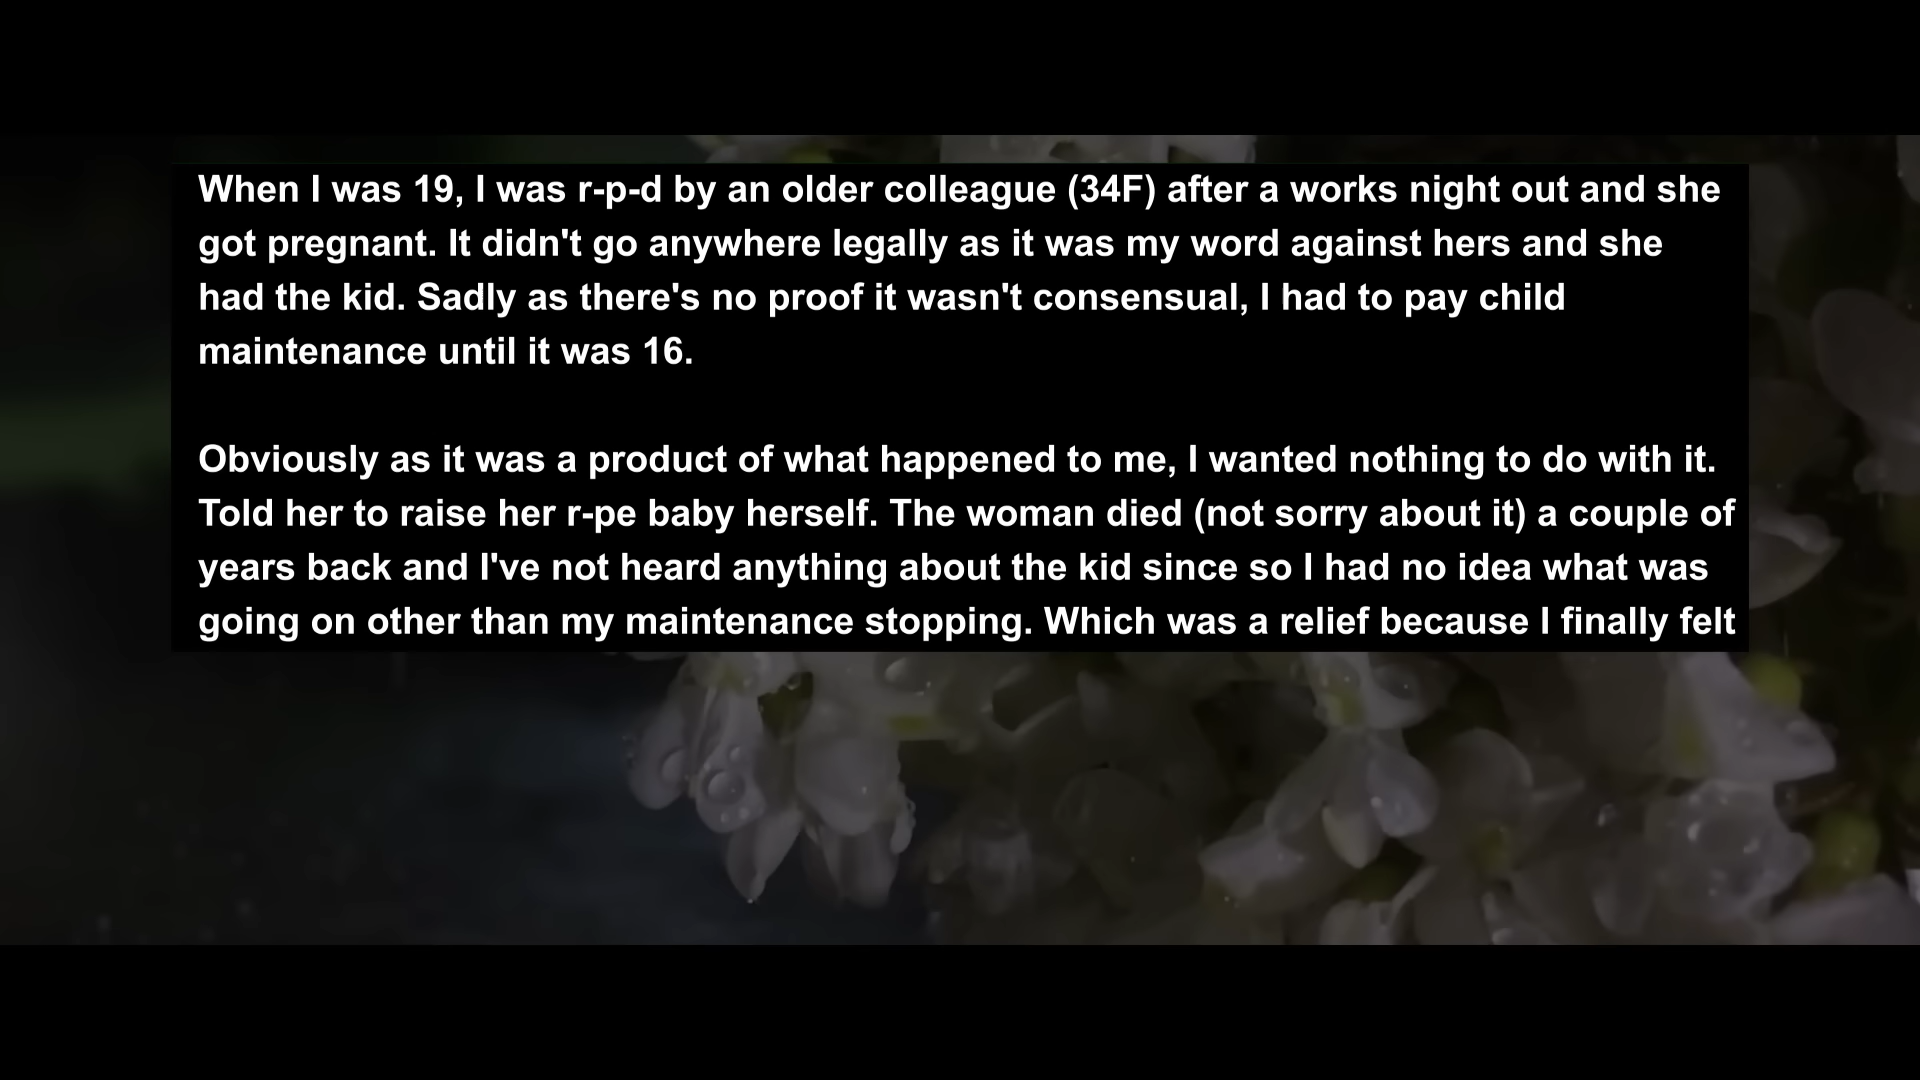 When I was 19, I was r-p-d by an older colleague (34F) after a works night out and she
got pregnant. It didn't go anywhere legally as it was my word against hers and she
had the kid. Sadly as there's no proof it wasn't consensual, I had to pay child
maintenance until it was 16.
Obviously as it was a product of what happened to me, I wanted nothing to do with it.
Told her to raise her r-pe baby herself. The woman died (not sorry about it) a couple of
years back and I've not heard anything about the kid since so I had no idea what was
going on other than my maintenance stopping. Which was a relief because I finally felt